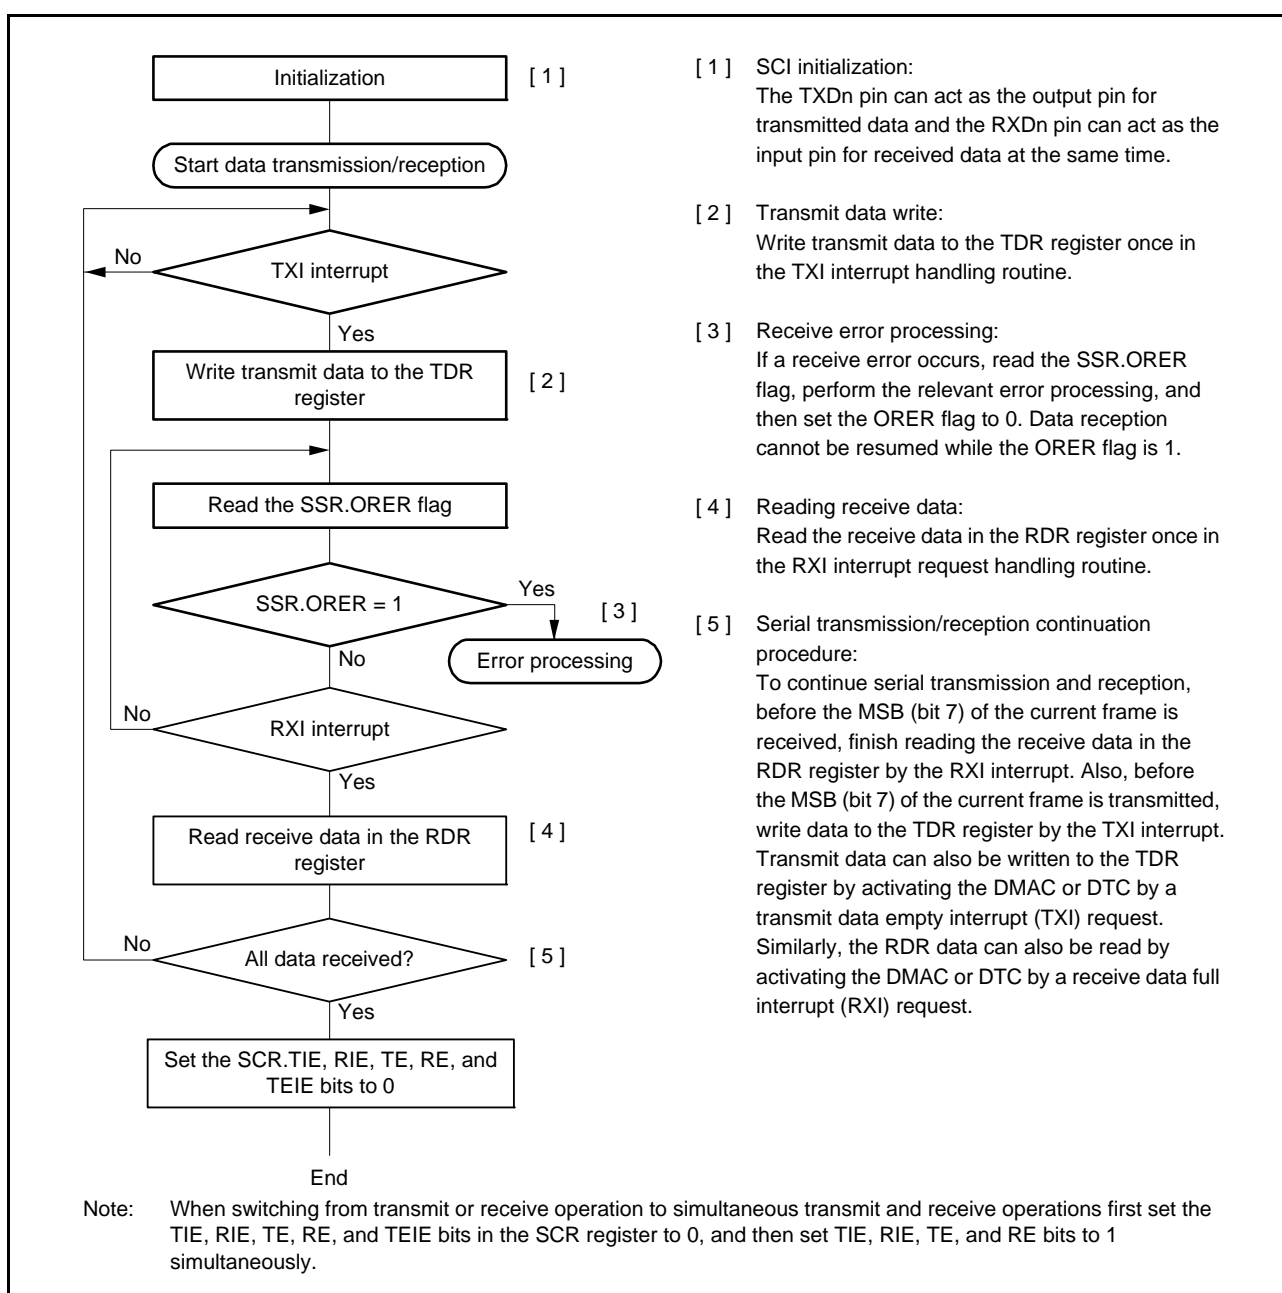 Initialization
[ 1 ]
Start data transmission/reception
No
TXI interrupt
Yes
Write transmit data to the TDR
register
[ 2 ]
Read the SSR.ORER flag
SSR.ORER = 1
Yes
[ 3 ]
Error processing
No
No
RXI interrupt
Yes
Read receive data in the RDR
register
[ 4 ]
No
All data received?
[ 5 ]
Yes
Set the SCR.TIE, RIE, TE, RE, and
TEIE bits to 0
End
[ 1 ] SCI initialization:
The TXDn pin can act as the output pin for
transmitted data and the RXDn pin can act as the
input pin for received data at the same time.
[ 2 ] Transmit data write:
Write transmit data to the TDR register once in
the TXI interrupt handling routine.
[ 3 ] Receive error processing:
If a receive error occurs, read the SSR.ORER
flag, perform the relevant error processing, and
then set the ORER flag to 0. Data reception
cannot be resumed while the ORER flag is 1.
[ 4 ] Reading receive data:
Read the receive data in the RDR register once in
the RXI interrupt request handling routine.
[ 5 ] Serial transmission/reception continuation
procedure:
To continue serial transmission and reception,
before the MSB (bit 7) of the current frame is
received, finish reading the receive data in the
RDR register by the RXI interrupt. Also, before
the MSB (bit 7) of the current frame is transmitted,
write data to the TDR register by the TXI interrupt.
Transmit data can also be written to the TDR
register by activating the DMAC or DTC by a
transmit data empty interrupt (TXI) request.
Similarly, the RDR data can also be read by
activating the DMAC or DTC by a receive data full
interrupt (RXI) request.
Note: When switching from transmit or receive operation to simultaneous transmit and receive operations first set the
TIE, RIE, TE, RE, and TEIE bits in the SCR register to 0, and then set TIE, RIE, TE, and RE bits to 1
simultaneously.